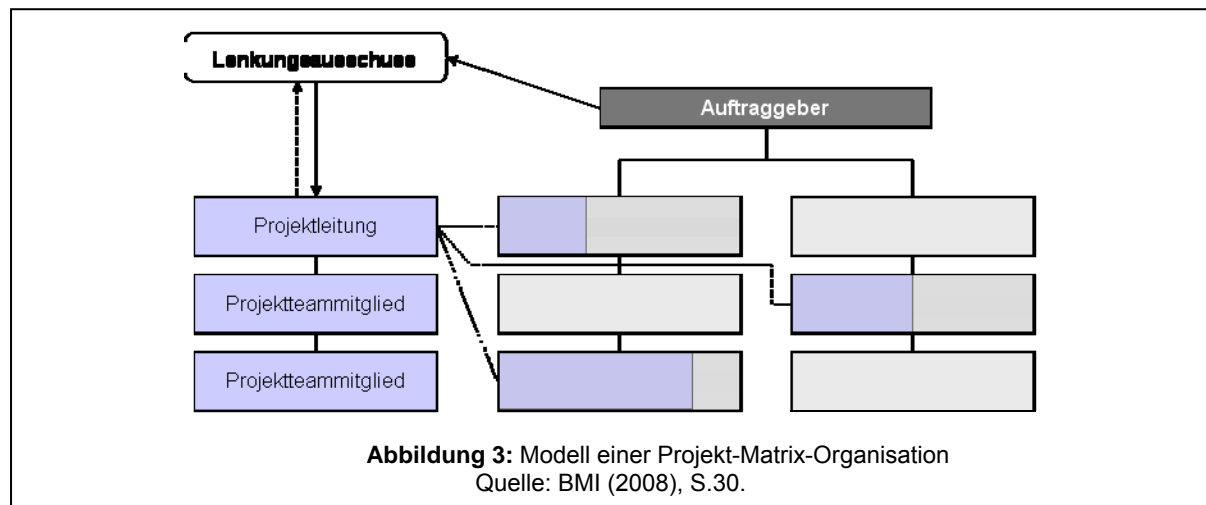 Lenkungsausschuss
Auftraggeber
Projektleitung
Projektteammitglied
Projektteammitglied
Abbildung 3: Modell einer Projekt-Matrix-Organisation
Quelle: BMI (2008), S.30.